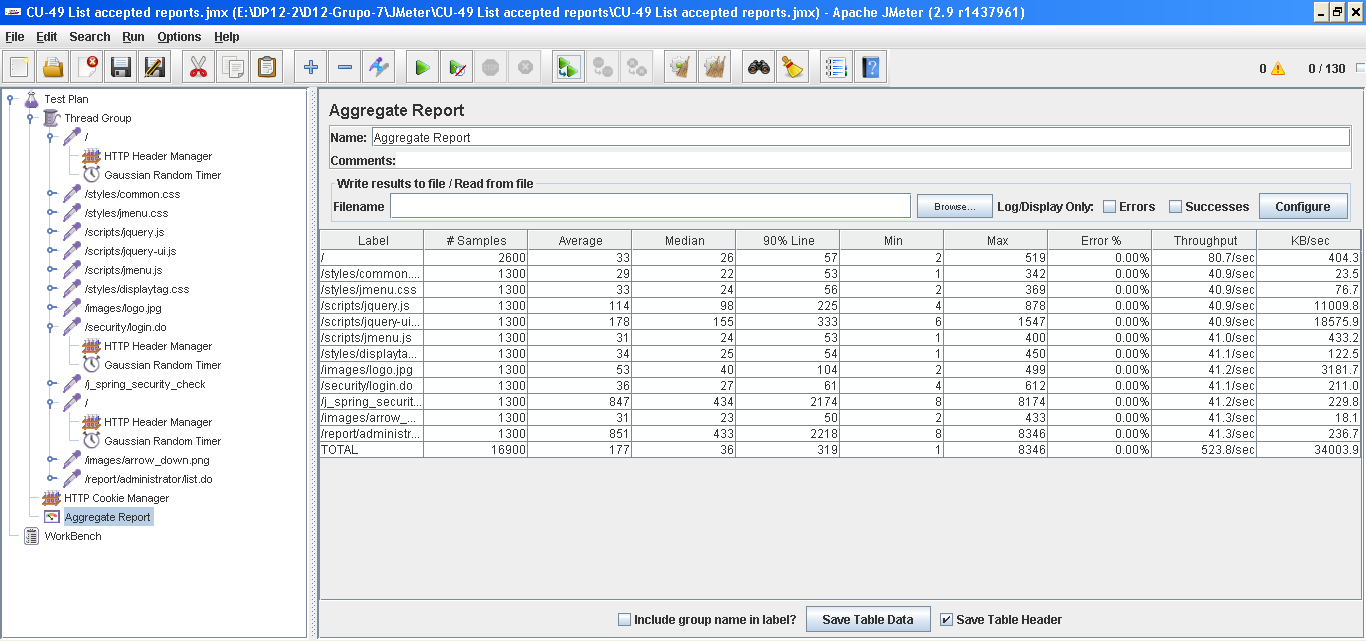 CU-49 List accepted reports.jmx (E:\DP12-2\D12-Grupo-7\JMeter\CU-49 List accepted reports\CU-49 List accepted reports.jmx) - Apache JMeter (2.9 r1437961)
File Edit Search Run Options Help
0 0 / 130
Test Plan
Thread Group
/
HTTP Header Manager
Gaussian Random Timer
/styles/common.css
/styles/jmenu.css
/scripts/jquery.js
/scripts/jquery-ui.js
/scripts/jmenu.js
/styles/displaytag.css
/images/logo.jpg
/security/login.do
HTTP Header Manager
Gaussian Random Timer
/j_spring_security_check
/
HTTP Header Manager
Gaussian Random Timer
/images/arrow_down.png
/report/administrator/list.do
HTTP Cookie Manager
Aggregate Report
WorkBench
Aggregate Report
Name: Aggregate Report
Comments:
Write results to file / Read from file
Filename Browse... Log/Display Only: Errors Successes Configure
Label # Samples Average Median 90% Line Min Max Error % Throughput KB/sec
/ 2600 33 26 57 2 519 0.00% 80.7/sec 404.3
/styles/common.... 1300 29 22 53 1 342 0.00% 40.9/sec 23.5
/styles/jmenu.css 1300 33 24 56 2 369 0.00% 40.9/sec 76.7
/scripts/jquery.js 1300 114 98 225 4 878 0.00% 40.9/sec 11009.8
/scripts/jquery-ui... 1300 178 155 333 6 1547 0.00% 40.9/sec 18575.9
/scripts/jmenu.js 1300 31 24 53 1 400 0.00% 41.0/sec 433.2
/styles/displayta... 1300 34 25 54 1 450 0.00% 41.1/sec 122.5
/images/logo.jpg 1300 53 40 104 2 499 0.00% 41.2/sec 3181.7
/security/login.do 1300 36 27 61 4 612 0.00% 41.1/sec 211.0
/j_spring_securit... 1300 847 434 2174 8 8174 0.00% 41.2/sec 229.8
/images/arrow_... 1300 31 23 50 2 433 0.00% 41.3/sec 18.1
/report/administr... 1300 851 433 2218 8 8346 0.00% 41.3/sec 236.7
TOTAL 16900 177 36 319 1 8346 0.00% 523.8/sec 34003.9
Include group name in label? Save Table Data Save Table Header